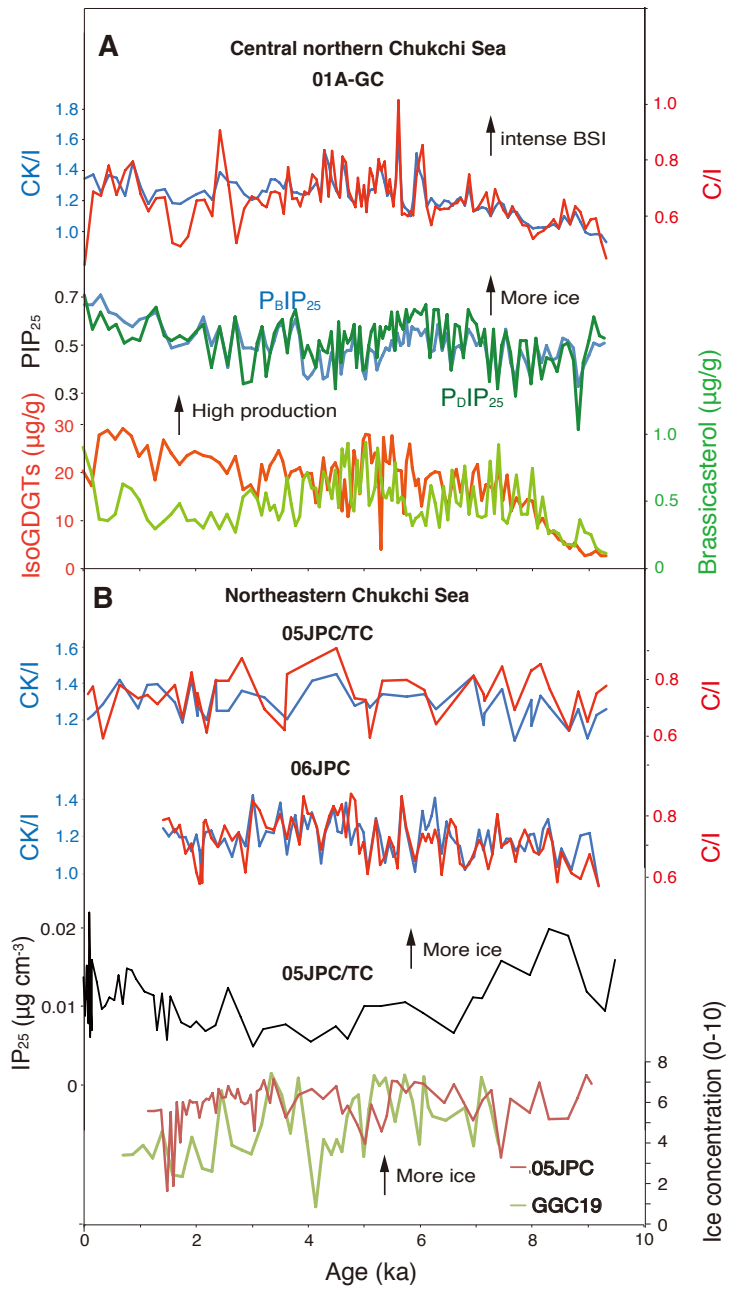 A
Central northern Chukchi Sea
01A-GC
CK/I
1.8
1.6
1.4
1.2
1.0
intense BSI
1.0
0.8
0.6
C/I
PIP25
0.7
0.5
0.3
PBIP25
More ice
PDIP25
IsoGDGTs (μg/g)
30
20
10
0
High production
1.0
0.5
0
Brassicasterol (μg/g)
B
Northeastern Chukchi Sea
05JPC/TC
CK/I
1.6
1.4
1.2
0.8
0.6
C/I
06JPC
CK/I
1.4
1.2
1.0
0.8
0.6
C/I
IP25 (μg cm-3)
0.02
0.01
0
More ice
05JPC/TC
8
6
4
2
0
Ice concentration (0-10)
More ice
05JPC
GGC19
0
2
4
6
8
10
Age (ka)